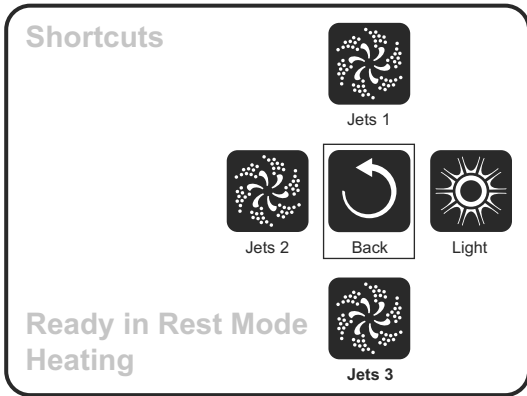 Shortcuts
Jets 1
Jets 2
Back
Light
Ready in Rest Mode
Heating
Jets 3